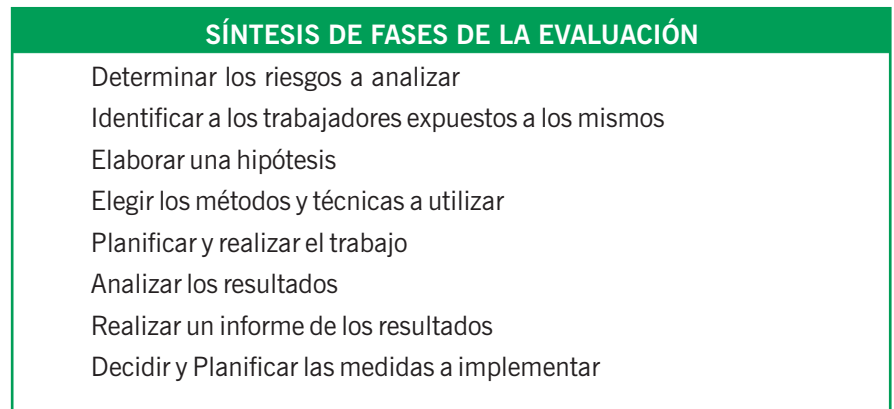 SÍNTESIS DE FASES DE LA EVALUACIÓN
Determinar los riesgos a analizar
Identificar a los trabajadores expuestos a los mismos
Elaborar una hipótesis
Elegir los métodos y técnicas a utilizar
Planificar y realizar el trabajo
Analizar los resultados
Realizar un informe de los resultados
Decidir y Planificar las medidas a implementar